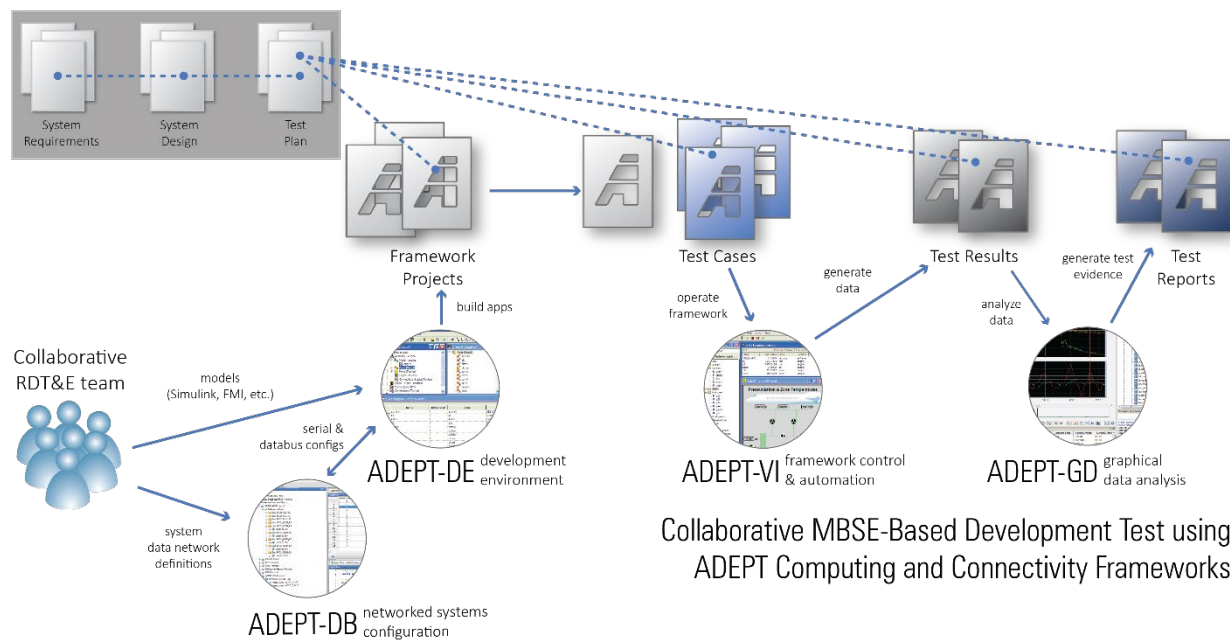 System
Requirements
System
Design
Test
Plan
Framework
Projects
Test Cases
Test Results
Test
Reports
build apps
operate
framework
generate
data
analyze
data
generate test
evidence
Collaborative
RDT&E team
models
(Simulink, FMI, etc.)
serial &
databus configs
system
data network
definitions
ADEPT-DE development
environment
ADEPT-VI framework control
& automation
ADEPT-GD graphical
data analysis
ADEPT-DB networked systems
configuration
Collaborative MBSE-Based Development Test using
ADEPT Computing and Connectivity Frameworks